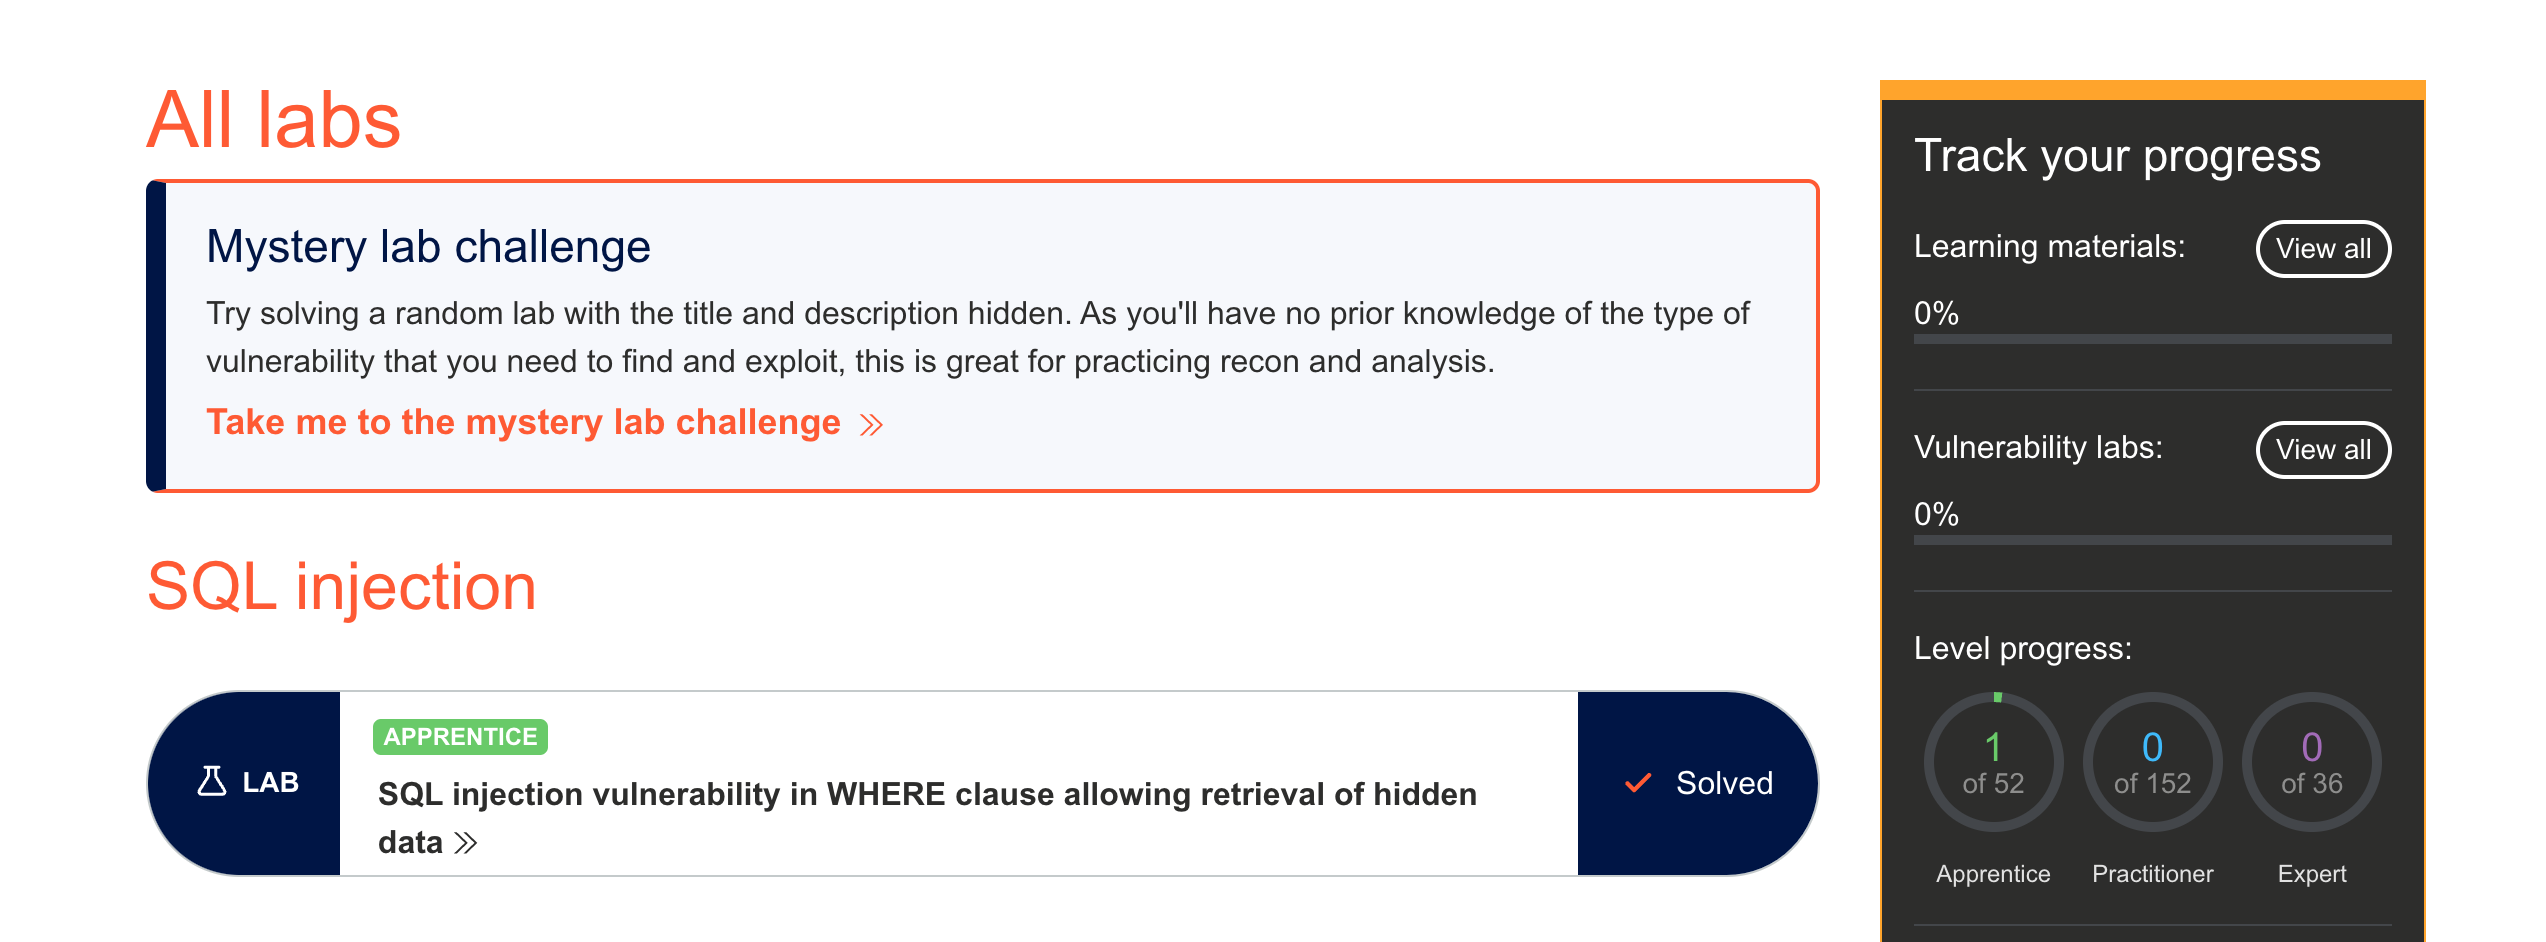 All labs
Mystery lab challenge
Try solving a random lab with the title and description hidden. As you'll have no prior knowledge of the type of
vulnerability that you need to find and exploit, this is great for practicing recon and analysis.
Take me to the mystery lab challenge
SQL injection
LAB
APPRENTICE
SQL injection vulnerability in WHERE clause allowing retrieval of hidden
data
Solved
Track your progress
Learning materials:
View all
0%
Vulnerability labs:
View all
0%
Level progress:
1
of 52
Apprentice
0
of 152
Practitioner
0
of 36
Expert